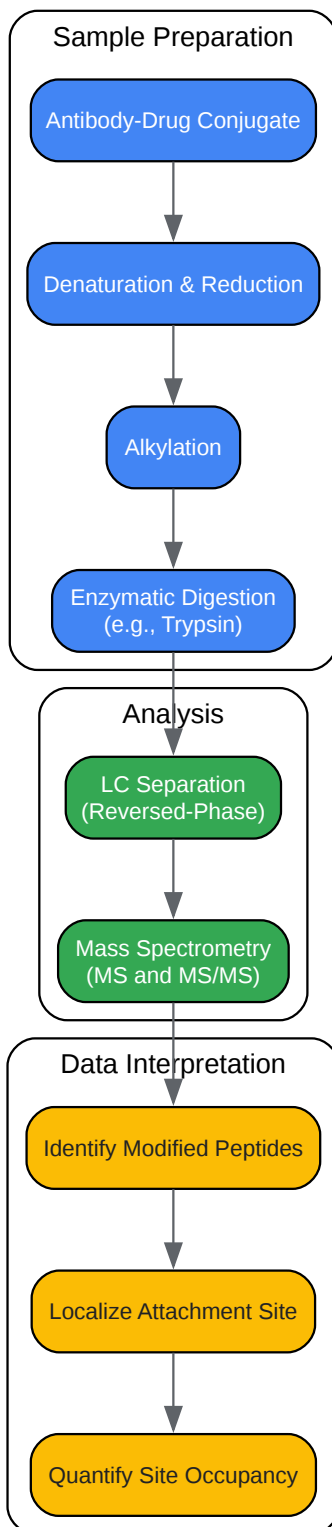 Sample Preparation
Antibody-Drug Conjugate
Denaturation & Reduction
Alkylation
Enzymatic Digestion
(e.g., Trypsin)
Analysis
LC Separation
(Reversed-Phase)
Mass Spectrometry
(MS and MS/MS)
Data Interpretation
Identify Modified Peptides
Localize Attachment Site
Quantify Site Occupancy